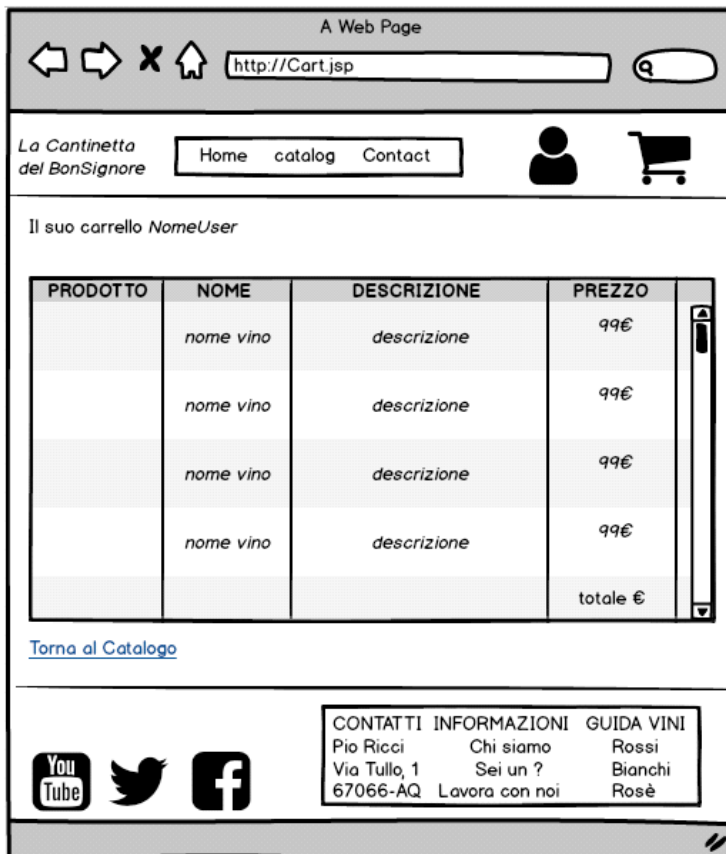 A Web Page
http://Cart.jsp
La Cantinetta
del BonSignore
Home catalog Contact
Il suo carrello NomeUser
PRODOTTO NOME DESCRIZIONE PREZZO
99€
nome vino descrizione
99€
nome vino descrizione
99€
nome vino descrizione
99€
nome vino descrizione
totale €
Torna al Catalogo
CONTATTI INFORMAZIONI GUIDA VINI
Pio Ricci Chi siamo Rossi
Via Tullo, 1 Sei un ? Bianchi
67066-AQ Lavora con noi Rosè
You
Tube